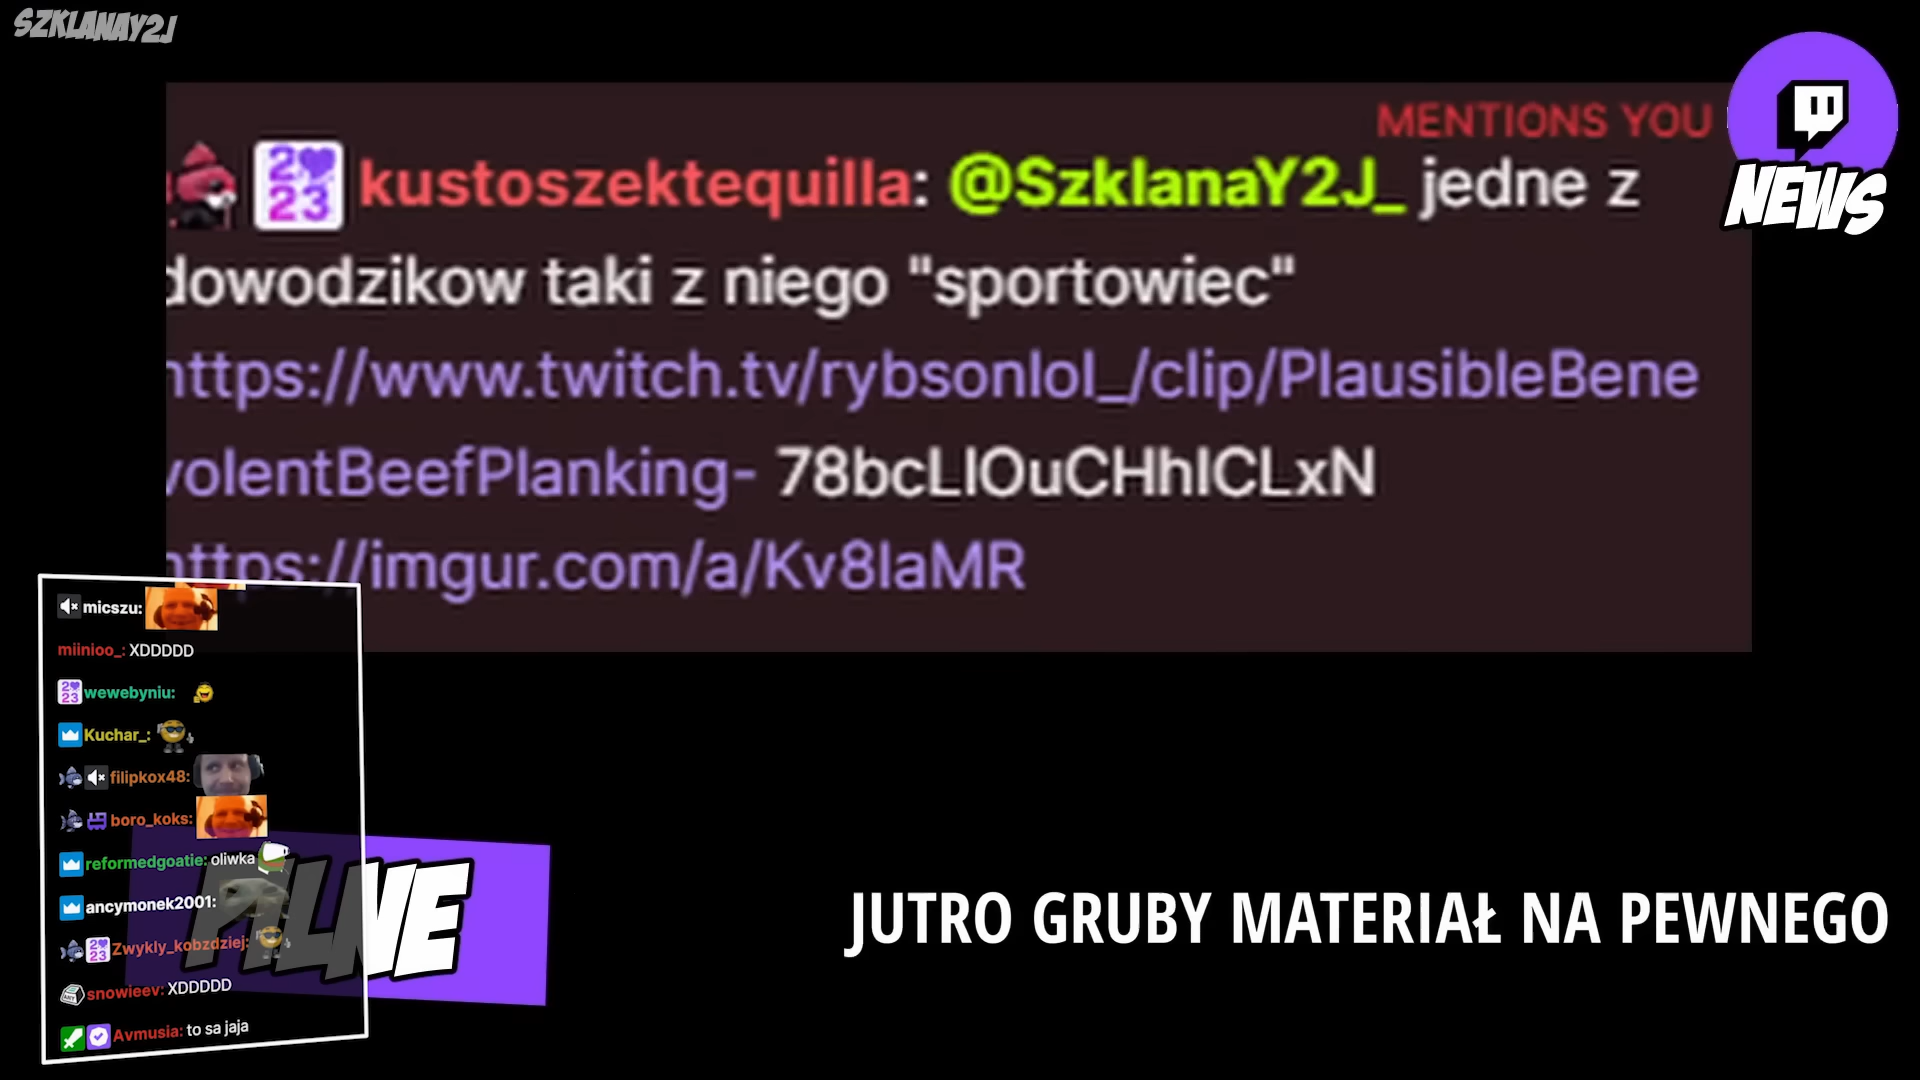 SZKLANAY2J
MENTIONS YOU
kustoszektequilla: @SzklanaY2J_ jedne z
dowodzikow taki z niego "sportowiec"
https://www.twitch.tv/rybsonlol_/clip/PlausibleBene
volentBeefPlanking- 78bcLIOuCHhICLxN
https://imgur.com/a/Kv8laMR
NEWS
micszu:
miinioo_: XDDDDD
wewebyniu:
Kuchar_:
filipkox48:
boro_koks:
reformedgoatie: oliwka
ancymonek2001:
Zwykly_kobzdziej:
snowieev: XDDDDD
Avmusia: to sa jaja
PILNE
JUTRO GRUBY MATERIAŁ NA PEWNEGO